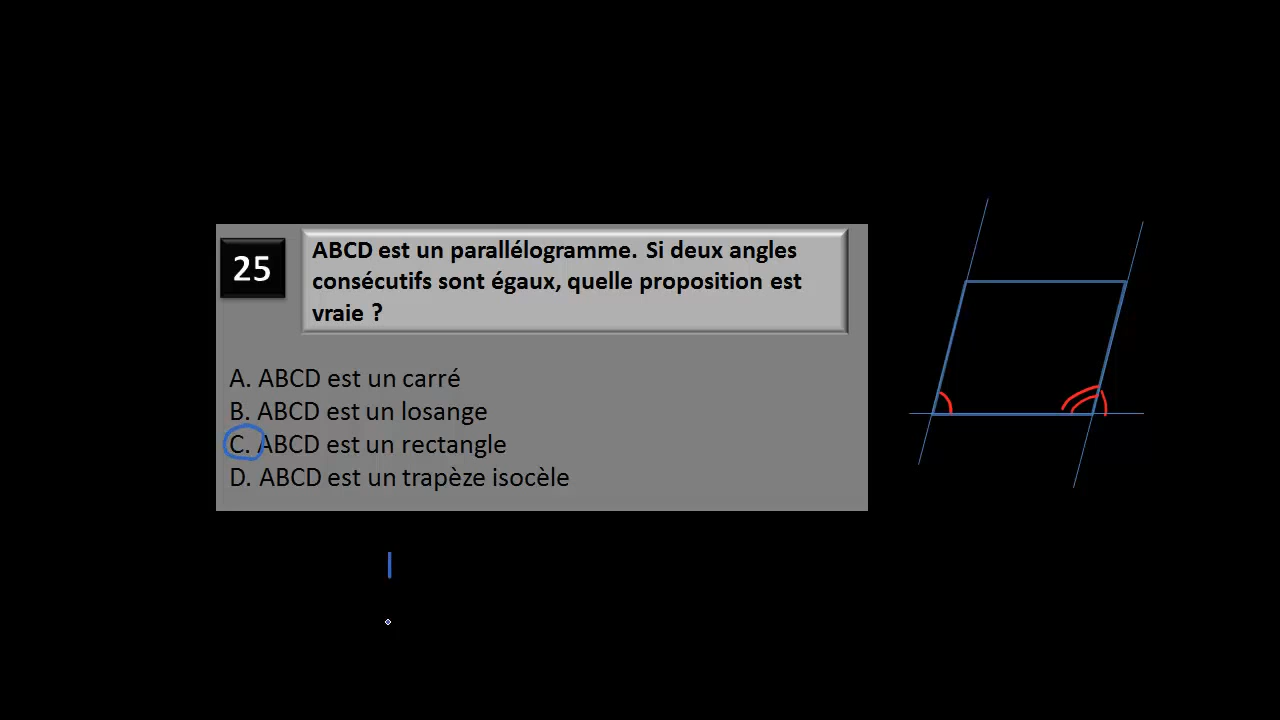 25
ABCD est un parallélogramme. Si deux angles
consécutifs sont égaux, quelle proposition est
vraie ?
A. ABCD est un carré
B. ABCD est un losange
C. ABCD est un rectangle
D. ABCD est un trapèze isocèle